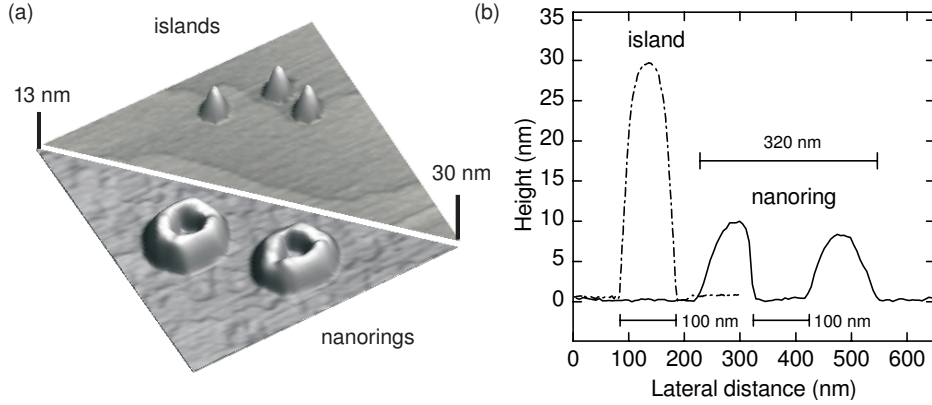 (a)
islands
13 nm
30 nm
nanorings
(b)
Height (nm)
35
30
25
20
15
10
5
0
island
320 nm
nanoring
100 nm
100 nm
0 100 200 300 400 500 600
Lateral distance (nm)